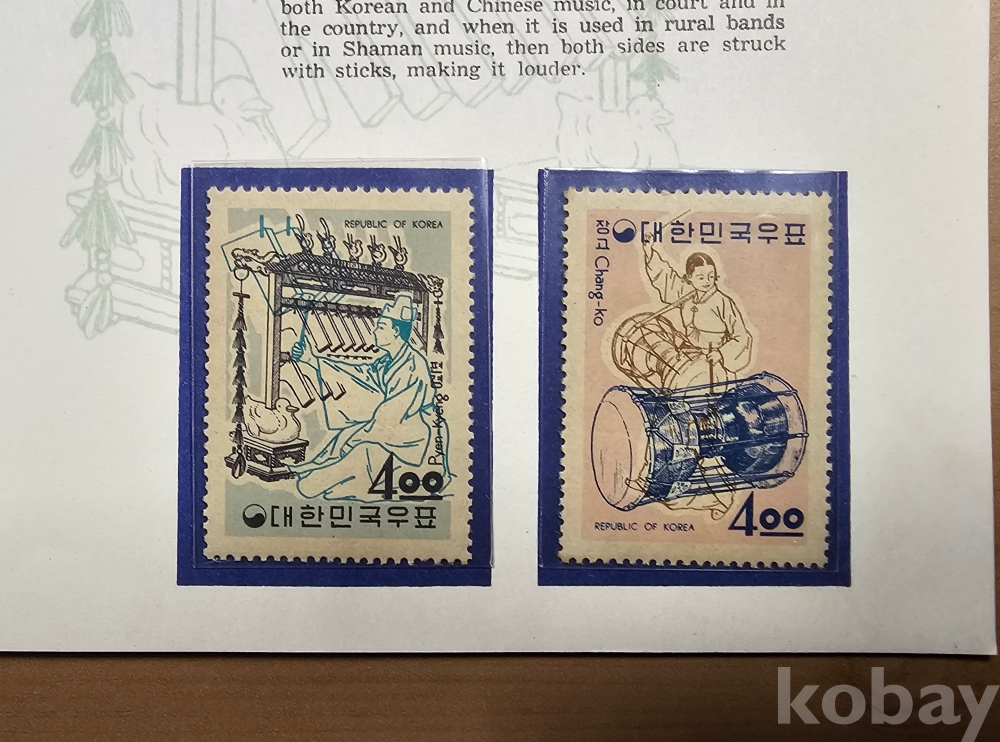 both Korean and Chinese music, in court and in
the country, and when it is used in rural bands
or in Shaman music, then both sides are struck
with sticks, making it louder.
REPUBLIC OF KOREA
Pyen-Kyeng 편경
4.00
대한민국우표
장고 Chang-ko
대한민국우표
REPUBLIC OF KOREA
4.00
kobay